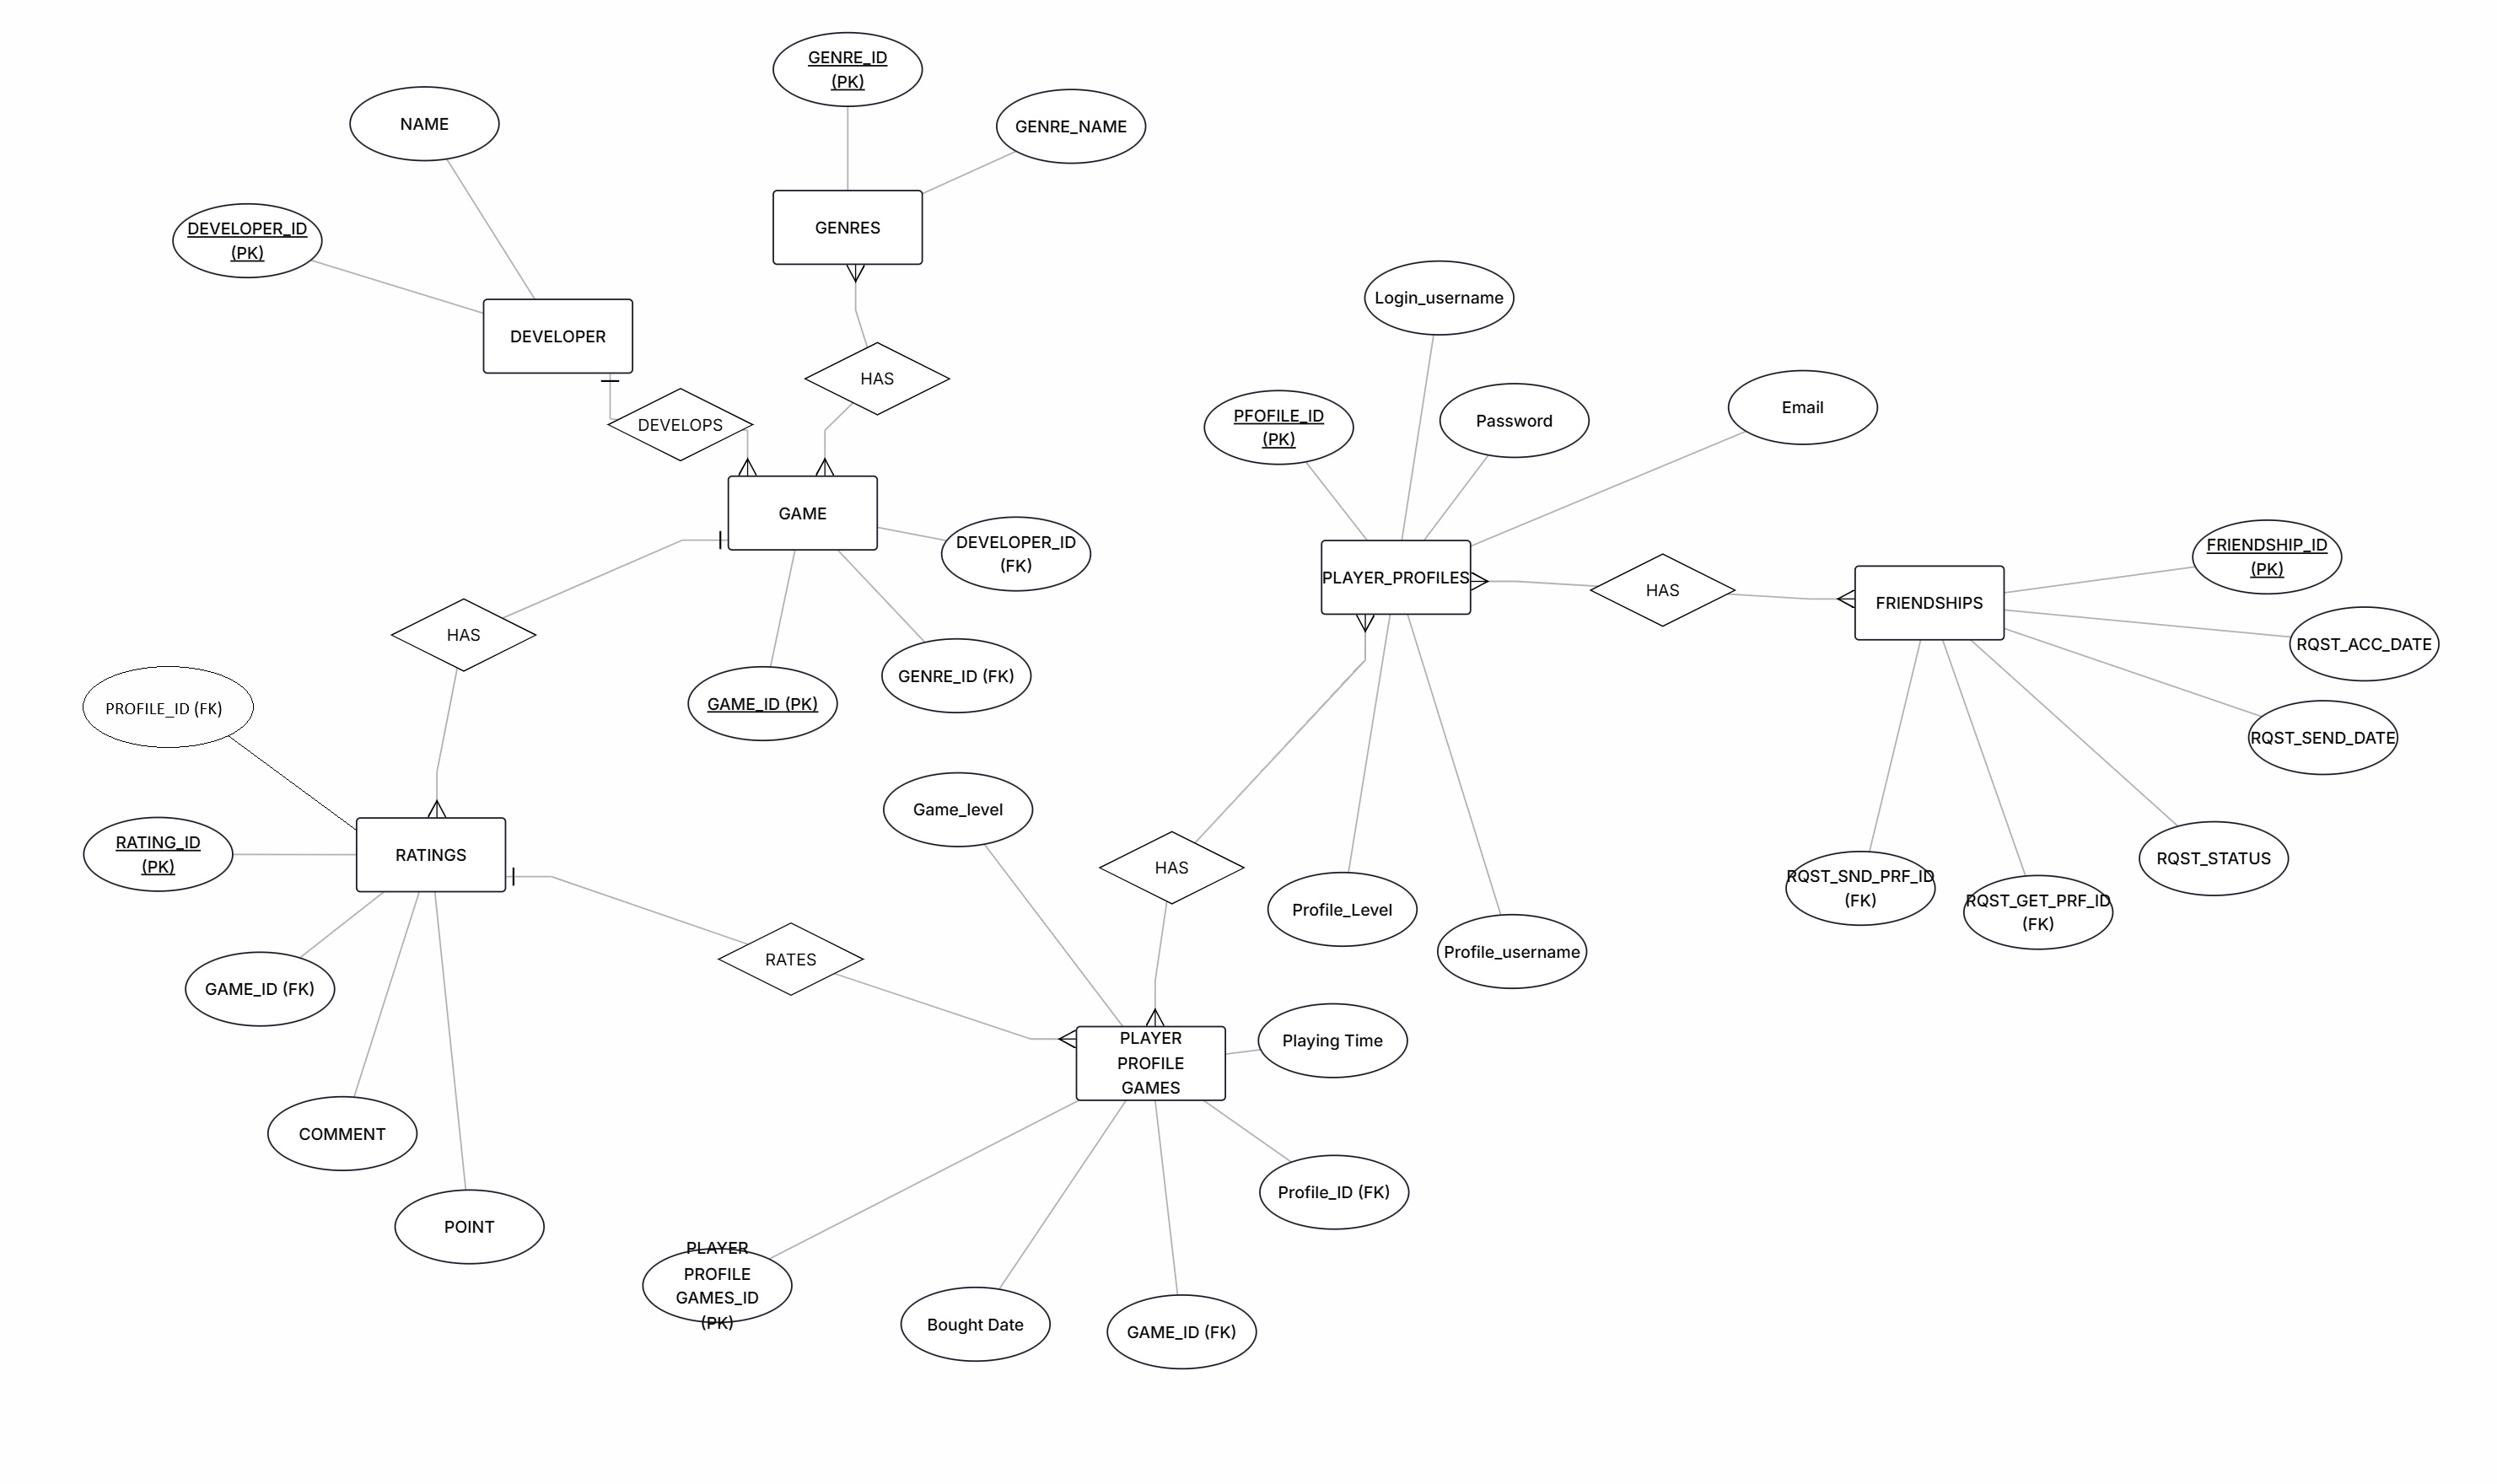 GENRE_ID
(PK)
NAME
GENRE_NAME
DEVELOPER_ID
(PK)
GENRES
DEVELOPER
Login_username
HAS
DEVELOPS
PFOFILE_ID
(PK)
Password
Email
GAME
DEVELOPER_ID
(FK)
PLAYER_PROFILES
HAS
FRIENDSHIPS
FRIENDSHIP_ID
(PK)
RQST_ACC_DATE
HAS
GENRE_ID (FK)
GAME_ID (PK)
PROFILE_ID (FK)
RQST_SEND_DATE
Game_level
RATING_ID
(PK)
RATINGS
HAS
RQST_STATUS
RQST_SND_PRF_ID
(FK)
RQST_GET_PRF_ID
(FK)
Profile_Level
Profile_username
RATES
GAME_ID (FK)
PLAYER
PROFILE
GAMES
Playing Time
COMMENT
Profile_ID (FK)
POINT
PLAYER
PROFILE
GAMES_ID
(PK)
Bought Date
GAME_ID (FK)